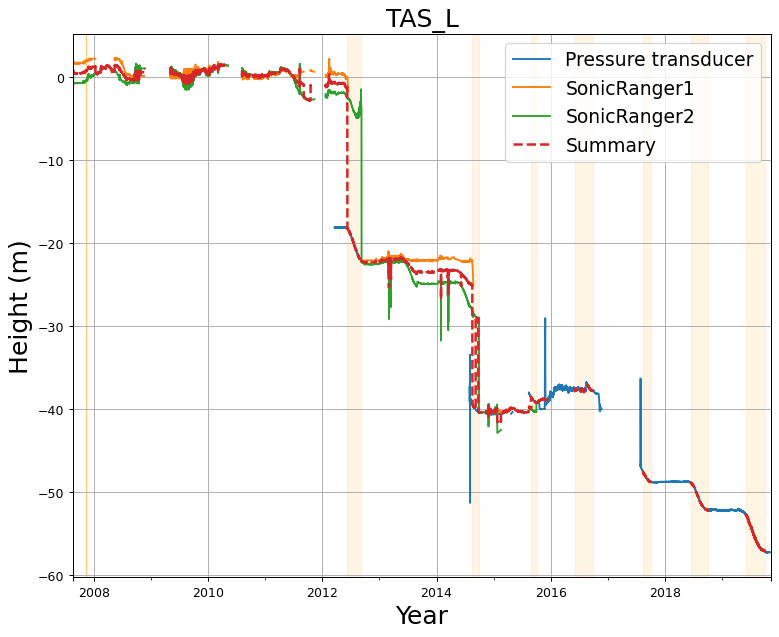 TAS_L
Pressure transducer
SonicRanger1
SonicRanger2
Summary
Height (m)
0
−10
−20
−30
−40
−50
−60
2008 2010 2012 2014 2016 2018
Year